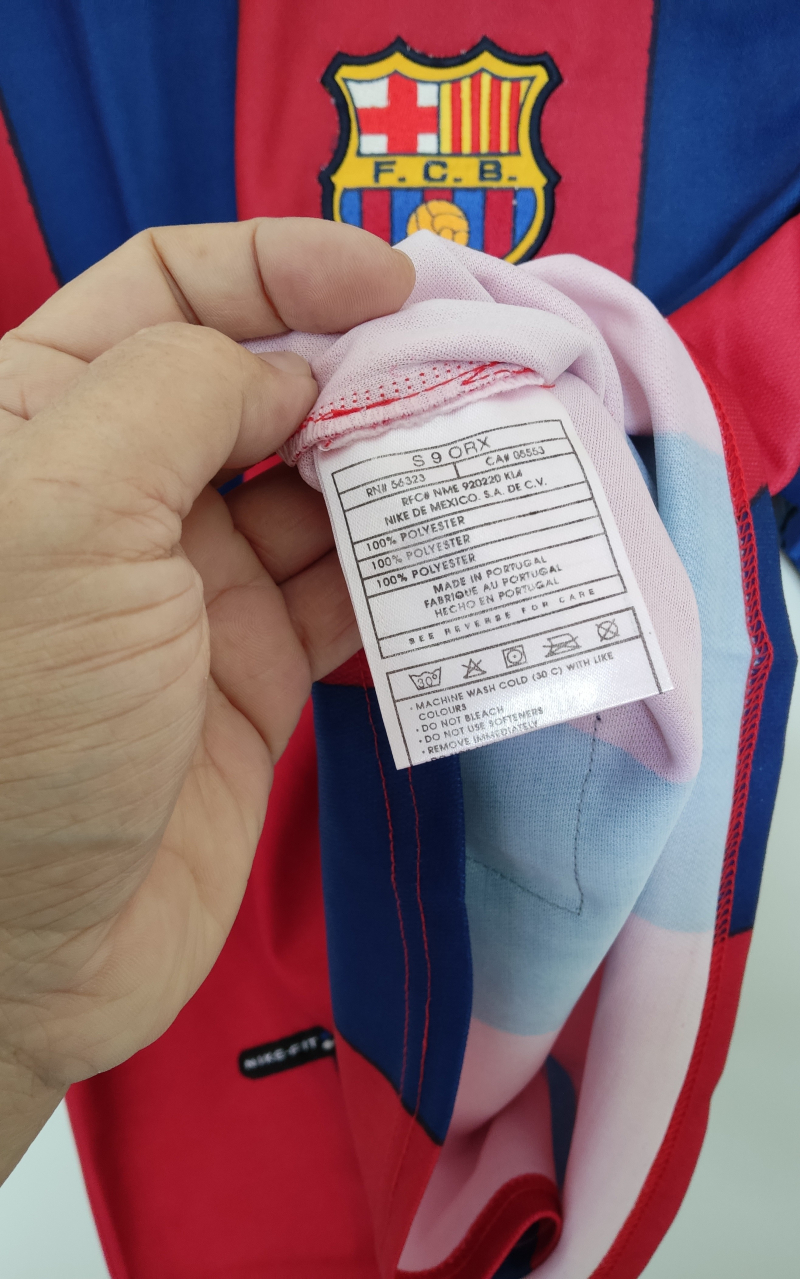 F. C. B.
S 9 ORX
RN# 56323 CA# 05553
RFC# NME 920220 KL4
NIKE DE MEXICO. S.A. DE C.V.
100% POLYESTER
100% POLYESTER
100% POLYESTER
MADE IN PORTUGAL
FABRIQUE AU PORTUGAL
HECHO EN PORTUGAL
SEE REVERSE FOR CARE
30°
· MACHINE WASH COLD (30 C) WITH LIKE
COLOURS
· DO NOT BLEACH
· DO NOT USE SOFTENERS
· REMOVE IMMEDIATELY
NIKE-FIT